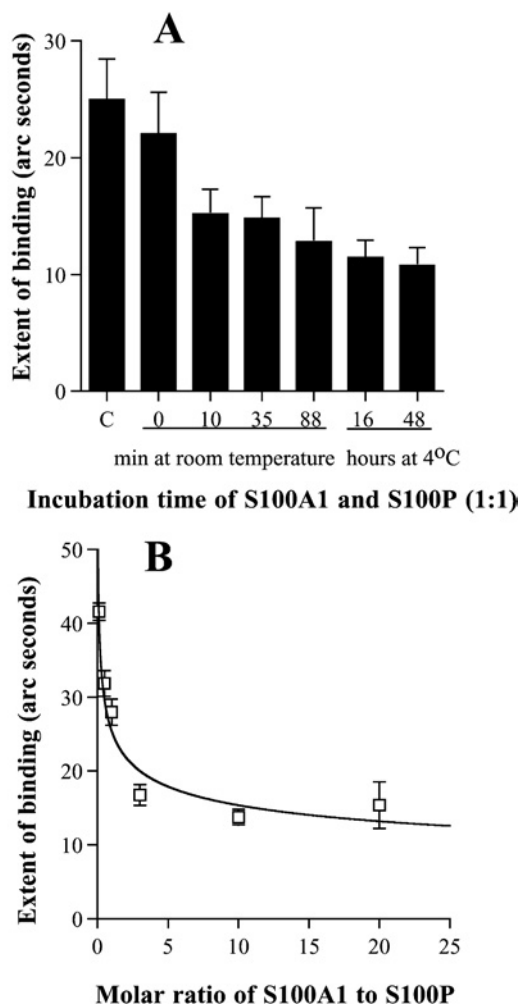 A
Extent of binding (arc seconds)
30
20
10
0
C 0 10 35 88 16 48
min at room temperature hours at 4ºC
Incubation time of S100A1 and S100P (1:1)
B
Extent of binding (arc seconds)
50
40
30
20
10
0
0 5 10 15 20 25
Molar ratio of S100A1 to S100P